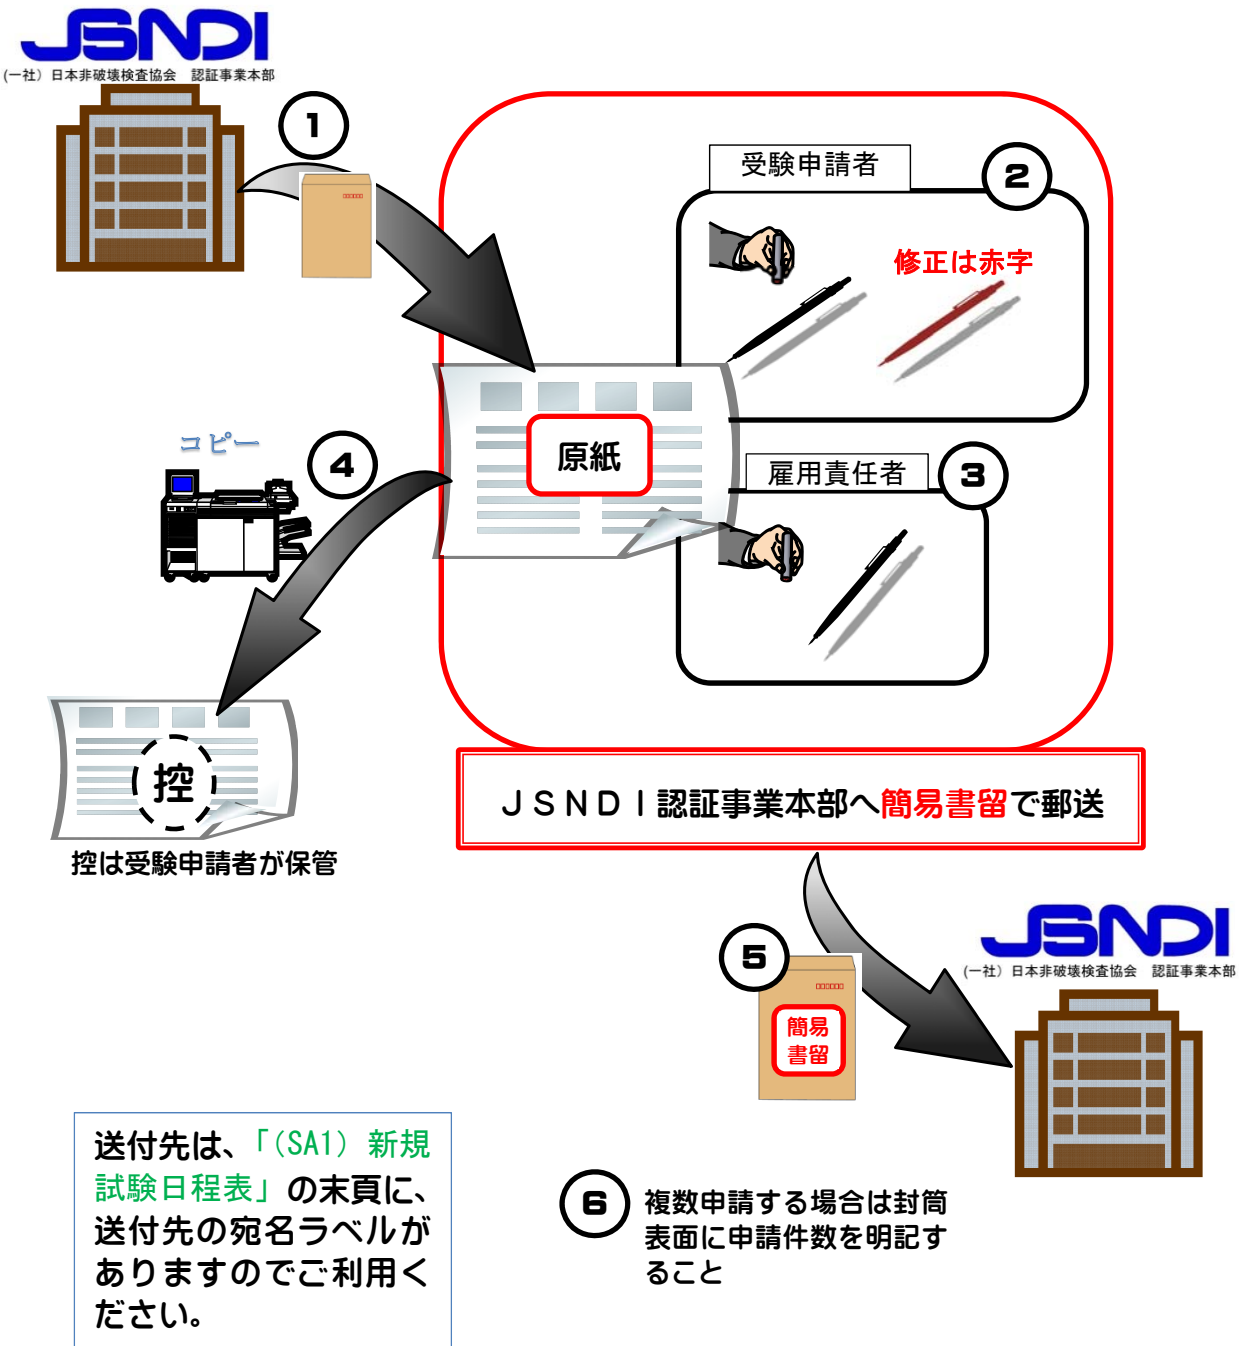 JSNDI
(一社）日本非破壊検査協会　認証事業本部
1
受験申請者
2
修正は赤字
原紙
雇用責任者
3
コピー
4
控
控は受験申請者が保管
ＪＳＮＤＩ認証事業本部へ簡易書留で郵送
5
簡易
書留
JSNDI
(一社）日本非破壊検査協会　認証事業本部
送付先は、「（SA1）新規
試験日程表」の末頁に、
送付先の宛名ラベルが
ありますのでご利用く
ださい。
6
複数申請する場合は封筒
表面に申請件数を明記す
ること